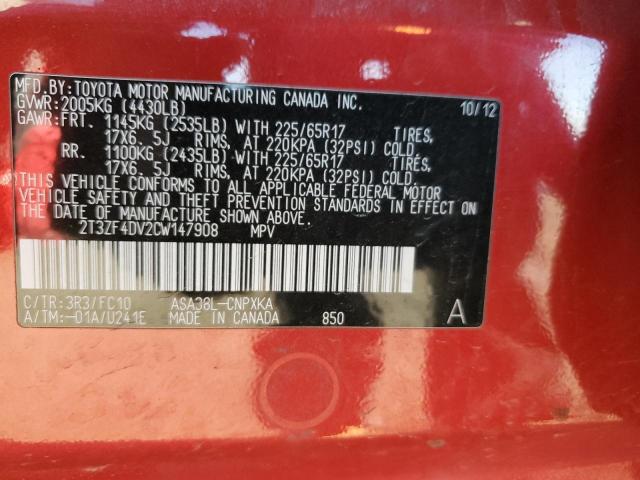 MFD.BY:TOYOTA MOTOR MANUFACTURING CANADA INC. 10/12
GVWR:2005KG (4430LB)
GAWR:FRT. 1145KG (2535LB) WITH 225/65R17 TIRES,
17X6.5J RIMS, AT 220KPA (32PSI) COLD.
RR. 1100KG (2435LB) WITH 225/65R17 TIRES,
17X6.5J RIMS, AT 220KPA (32PSI) COLD.
THIS VEHICLE CONFORMS TO ALL APPLICABLE FEDERAL MOTOR
VEHICLE SAFETY AND THEFT PREVENTION STANDARDS IN EFFECT ON
THE DATE OF MANUFACTURE SHOWN ABOVE.
2T3ZF4DV2CW147908 MPV
C/TR:3R3/FC10 ASA38L-CNPXKA
A/TM:-01A/U241E MADE IN CANADA 850 A